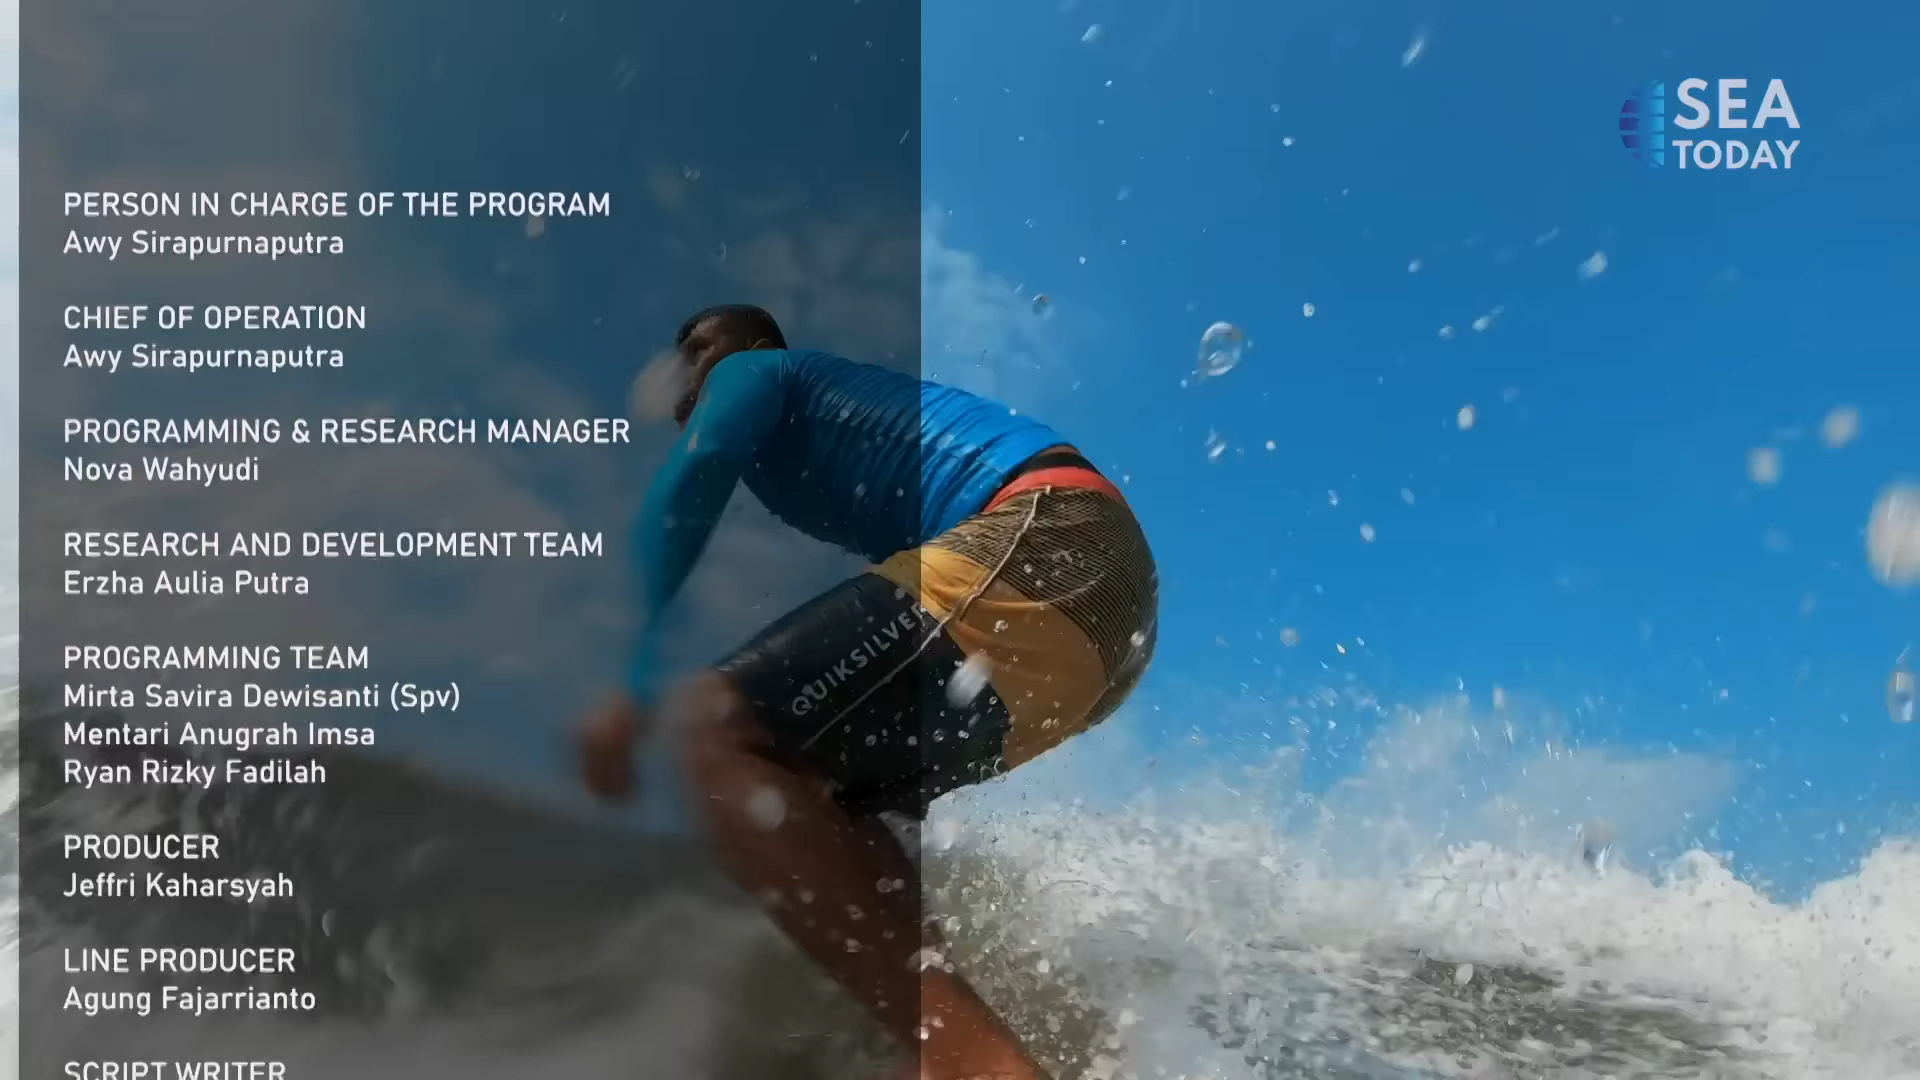 SEA
TODAY
PERSON IN CHARGE OF THE PROGRAM
Awy Sirapurnaputra
CHIEF OF OPERATION
Awy Sirapurnaputra
PROGRAMMING & RESEARCH MANAGER
Nova Wahyudi
RESEARCH AND DEVELOPMENT TEAM
Erzha Aulia Putra
PROGRAMMING TEAM
Mirta Savira Dewisanti (Spv)
Mentari Anugrah Imsa
Ryan Rizky Fadilah
PRODUCER
Jeffri Kaharsyah
LINE PRODUCER
Agung Fajarrianto
SCRIPT WRITER
QUIKSILVER